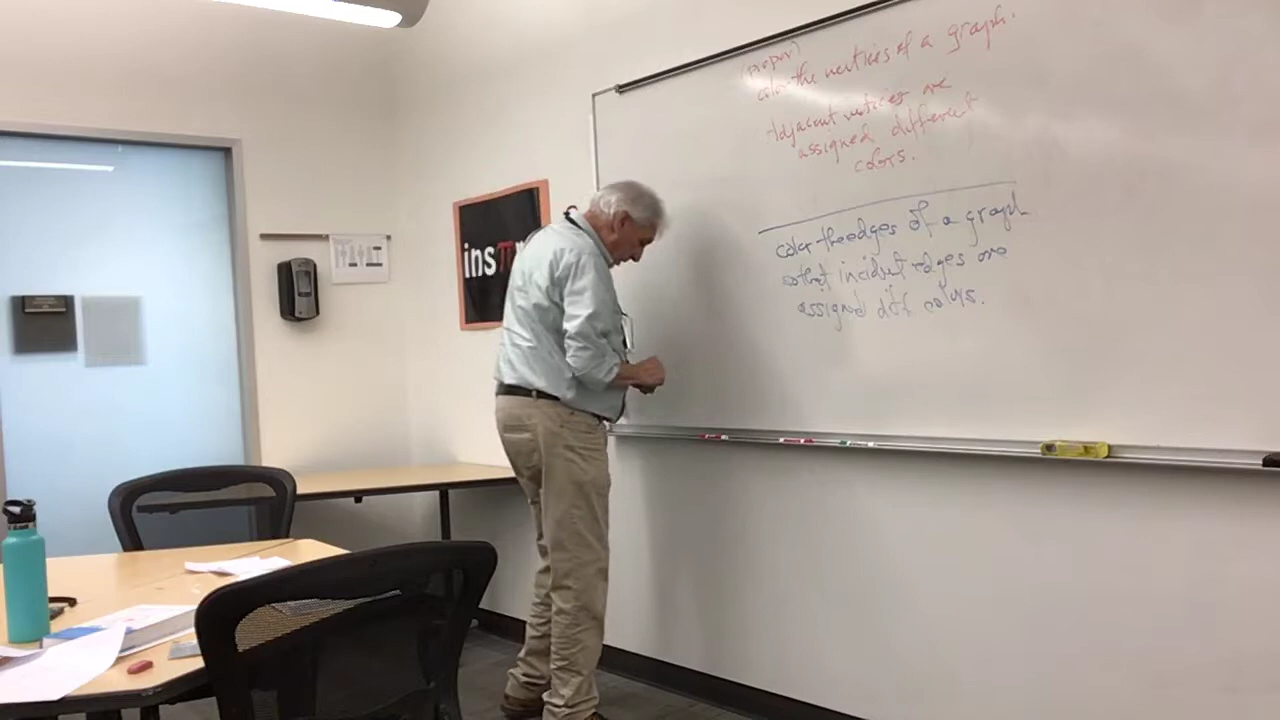 (proper)
color the vertices of a graph.
Adjacent vertices are
assigned different
colors.
color the edges of a graph
so that incident edges are
assigned diff colors.
ins